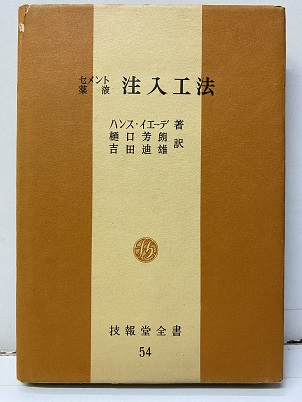 セメント
薬液 注入工法
ハンス・イエーデ 著
樋口芳朗
吉田迪雄 訳
技報堂全書
54